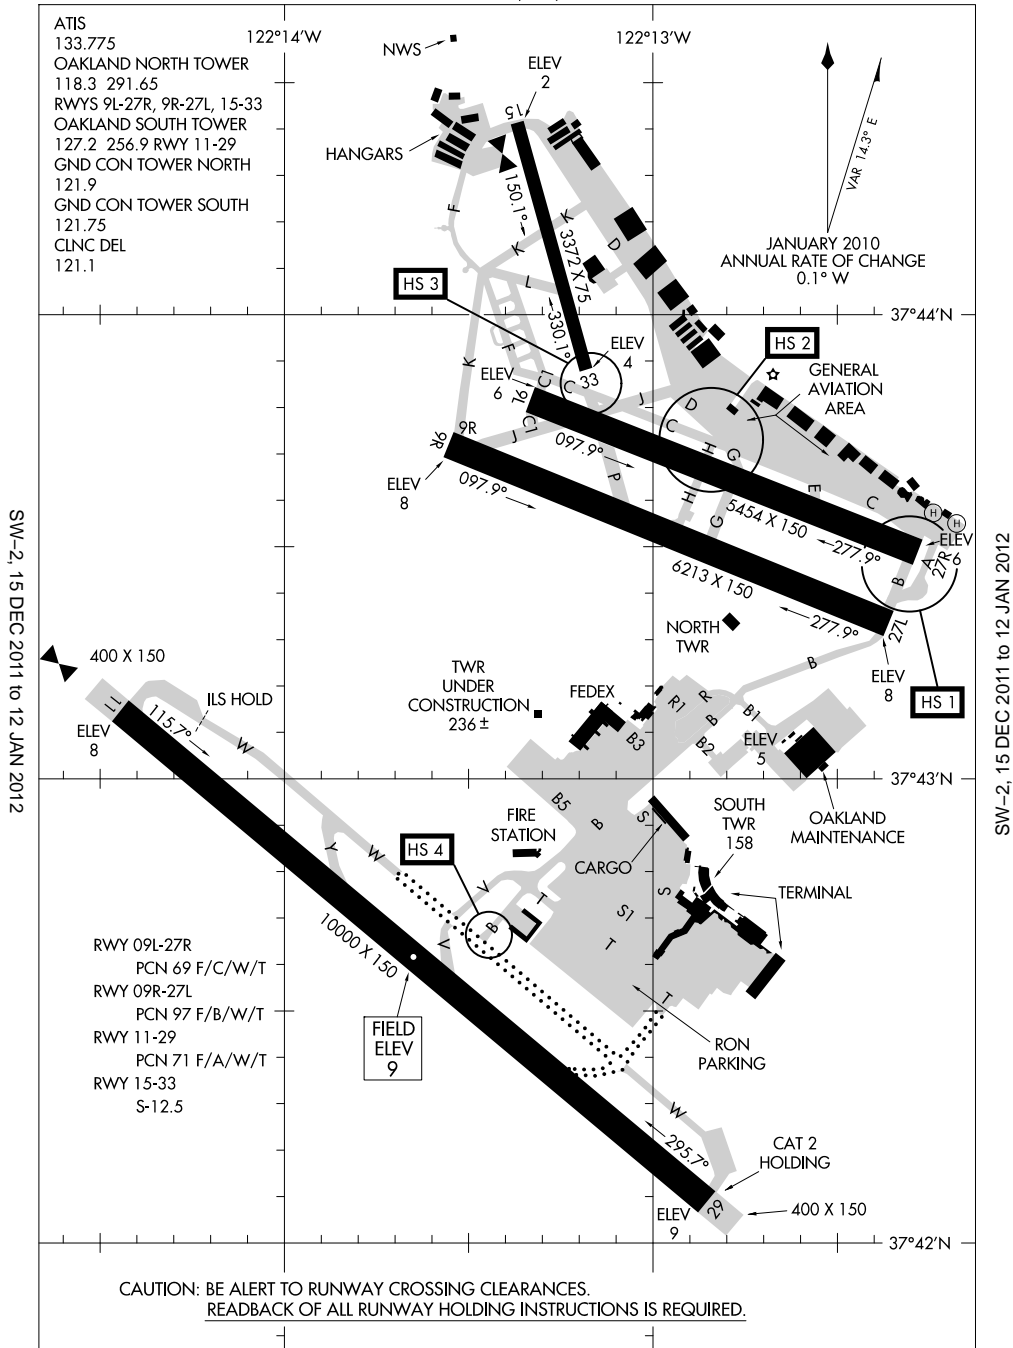 ATIS
133.775
OAKLAND NORTH TOWER
118.3 291.65
RWYS 9L-27R, 9R-27L, 15-33
OAKLAND SOUTH TOWER
127.2 256.9 RWY 11-29
GND CON TOWER NORTH
121.9
GND CON TOWER SOUTH
121.75
CLNC DEL
121.1
122°14'W
122°13'W
NWS
ELEV
2
15
HANGARS
VAR 14.3° E
JANUARY 2010
ANNUAL RATE OF CHANGE
0.1° W
F
150.1°
K
K
D
3372 X 75
L
330.1°
HS 3
37°44'N
K
F
ELEV
4
33
C
C1
HS 2
GENERAL
AVIATION
AREA
ELEV
6
9L
C1
J
D
C
H
G
9R
9R
J
097.9°
ELEV
8
097.9°
P
H
G
E
C
5454 X 150
277.9°
H
H
ELEV
6
27R
A
B
6213 X 150
277.9°
27L
NORTH
TWR
B
ELEV
8
HS 1
SW-2, 15 DEC 2011 to 12 JAN 2012
SW-2, 15 DEC 2011 to 12 JAN 2012
400 X 150
11
ELEV
8
115.7°
ILS HOLD
W
TWR
UNDER
CONSTRUCTION
236 ±
FEDEX
R1
R
B
B1
B2
B3
ELEV
5
37°43'N
OAKLAND
MAINTENANCE
B5
B
S
SOUTH
TWR
158
FIRE
STATION
CARGO
HS 4
Y
W
V
T
S
S1
TERMINAL
B
V
T
10000 X 150
RWY 09L-27R
PCN 69 F/C/W/T
RWY 09R-27L
PCN 97 F/B/W/T
RWY 11-29
PCN 71 F/A/W/T
RWY 15-33
S-12.5
FIELD
ELEV
9
T
RON
PARKING
W
295.7°
CAT 2
HOLDING
29
ELEV
9
400 X 150
37°42'N
CAUTION: BE ALERT TO RUNWAY CROSSING CLEARANCES.
READBACK OF ALL RUNWAY HOLDING INSTRUCTIONS IS REQUIRED.